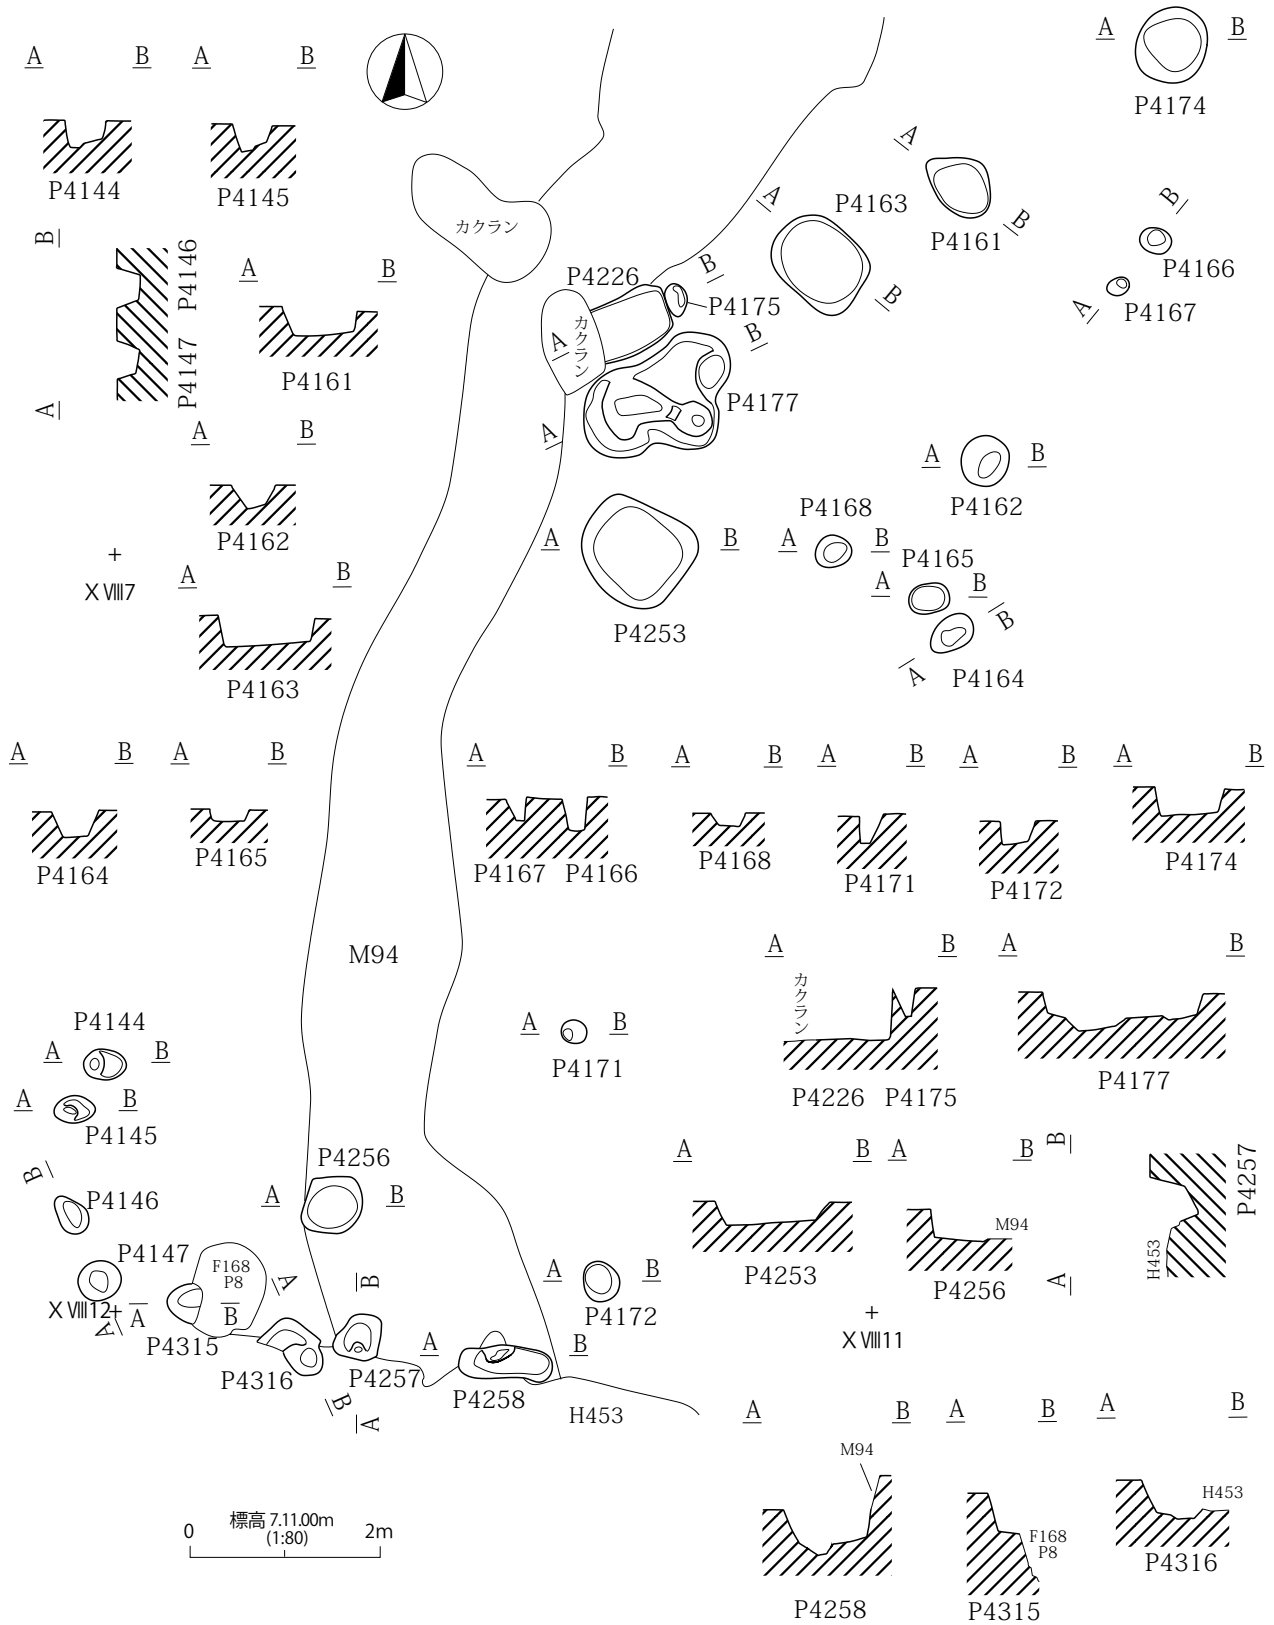 A B A B A B
P4174
P4144 P4145
A
A P4163
カクラン P4161 B
B
B P4146
P4166
A B P4226 B
P4175 B
A P4167
カクラン
A B
P4147 P4161
A
P4177
A B A
A B
P4162
P4162
P4168
A B A B
P4165
A B
+
XⅧ7
A B B
P4253
P4163 A P4164
A B A B A B A B A B A B A B
P4164 P4165 P4167 P4166 P4168 P4171 P4172 P4174
M94
A B A B
カクラン
P4144
A B A B
P4171
A B
P4145
P4226 P4175 P4177
B P4256
A B
P4146
A B A B B P4257
M94
H453
P4253 P4256 A
P4147
F168
P8
A B A B
P4172
XⅧ12 + A B
A
P4315
+
XⅧ11
P4316 P4257 A B
P4258
B A
H453
A B A B A B
M94
H453
F168
P8
P4258 P4315 P4316
標高 7.11.00m
(1:80)
0 2m